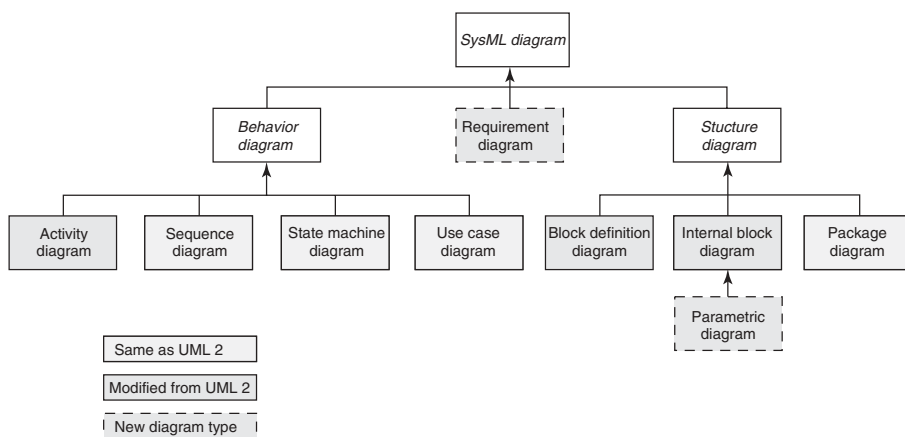 SysML diagram
Behavior
diagram
Requirement
diagram
Stucture
diagram
Activity
diagram
Sequence
diagram
State machine
diagram
Use case
diagram
Block definition
diagram
Internal block
diagram
Package
diagram
Parametric
diagram
Same as UML 2
Modified from UML 2
New diagram type